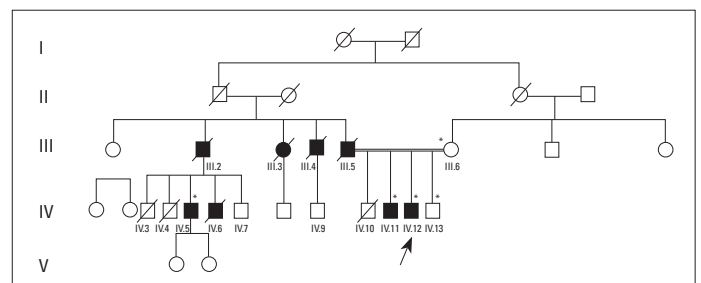 I
II
III
* *
III.2 III.3 III.4 III.5 III.6
IV
* * * *
IV.3 IV.4 IV.5 IV.6 IV.7 IV.9 IV.10 IV.11 IV.12 IV.13
V